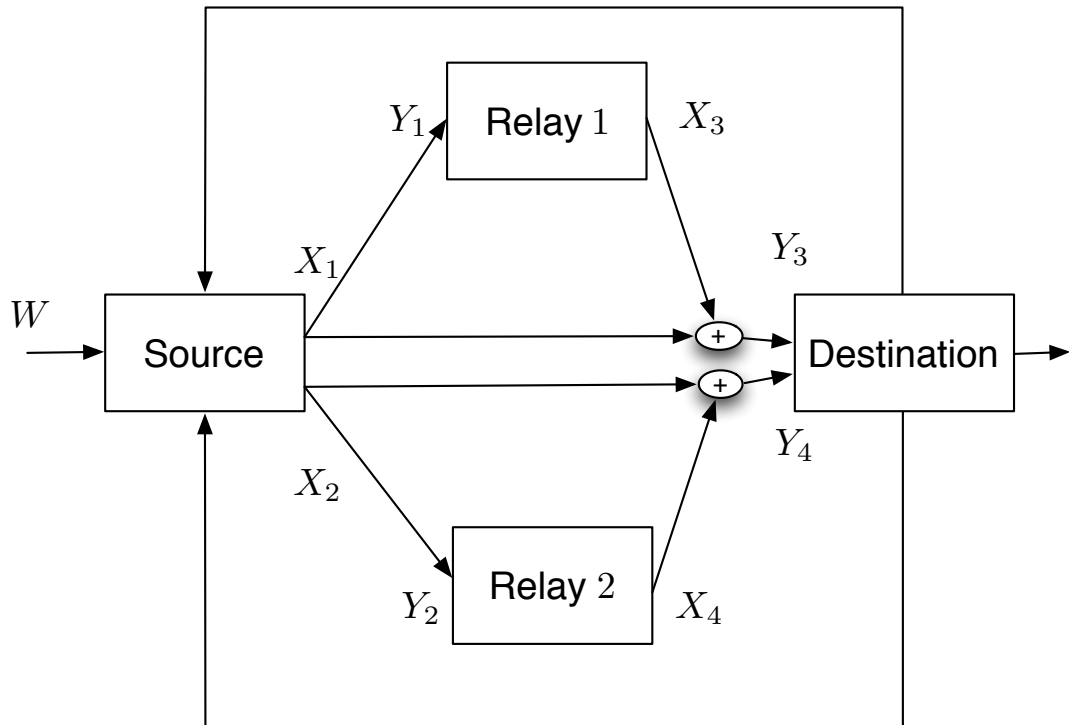 Y₁
Relay 1
X₃
X₁
Y₃
W
Source
+
Destination
+
Y₄
X₂
Y₂
Relay 2
X₄